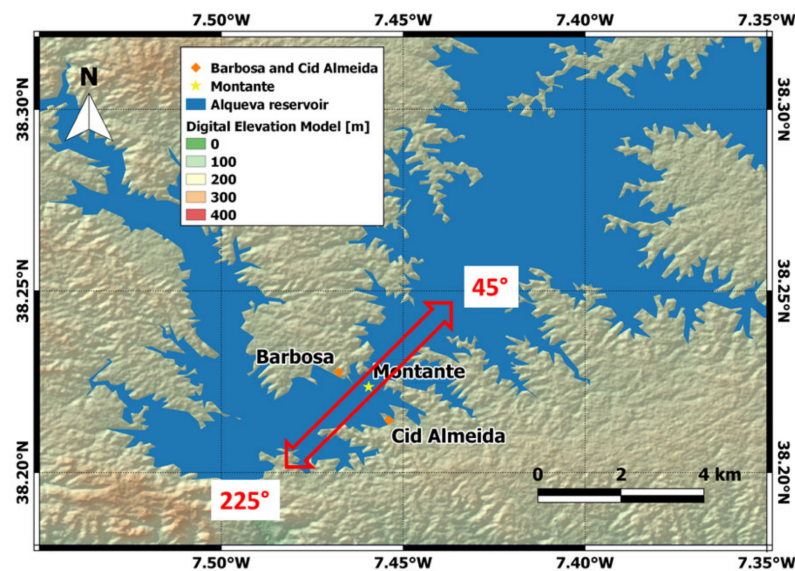 7.50°W 7.45°W 7.40°W 7.35°W
N
Barbosa and Cid Almeida
Montante
Alqueva reservoir
Digital Elevation Model [m]
0
100
200
300
400
38.30°N 38.30°N
38.25°N 38.25°N
45°
Barbosa
Montante
Cid Almeida
38.20°N 38.20°N
0 2 4 km
225°
7.50°W 7.45°W 7.40°W 7.35°W